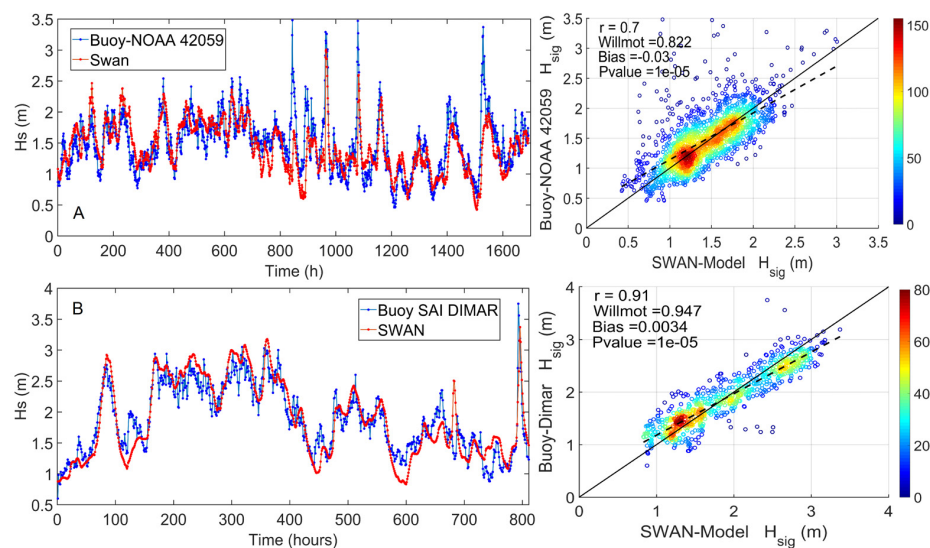 Buoy-NOAA 42059
Swan
3.5
3
2.5
2
1.5
1
0.5
0
Hs (m)
A
0 200 400 600 800 1000 1200 1400 1600
Time (h)
r = 0.7
Willmot =0.822
Bias =-0.03
Pvalue =1e-05
3.5
3
2.5
2
1.5
1
0.5
0
Buoy-NOAA 42059 Hsig (m)
0 0.5 1 1.5 2 2.5 3 3.5
SWAN-Model Hsig (m)
150
100
50
0
B
Buoy SAI DIMAR
SWAN
4
3.5
3
2.5
2
1.5
1
0.5
Hs (m)
0 100 200 300 400 500 600 700 800
Time (hours)
r = 0.91
Willmot =0.947
Bias =0.0034
Pvalue =1e-05
4
3
2
1
0
Buoy-Dimar Hsig (m)
0 1 2 3 4
SWAN-Model Hsig (m)
80
60
40
20
0